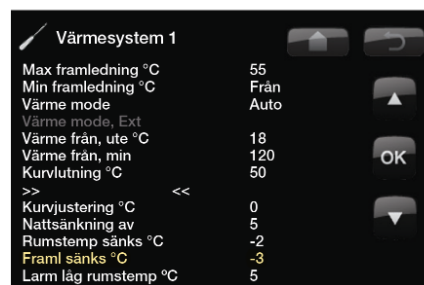 Värmesystem 1
Max framledning °C 55
Min framledning °C Från
Värme mode Auto
Värme mode, Ext
Värme från, ute °C 18
Värme från, min 120
OK
Kurvlutning °C 50
>> <<
Kurvjustering °C 0
Nattsänkning av 5
Rumstemp sänks °C -2
Framl sänks °C -3
Larm låg rumstemp ºC 5